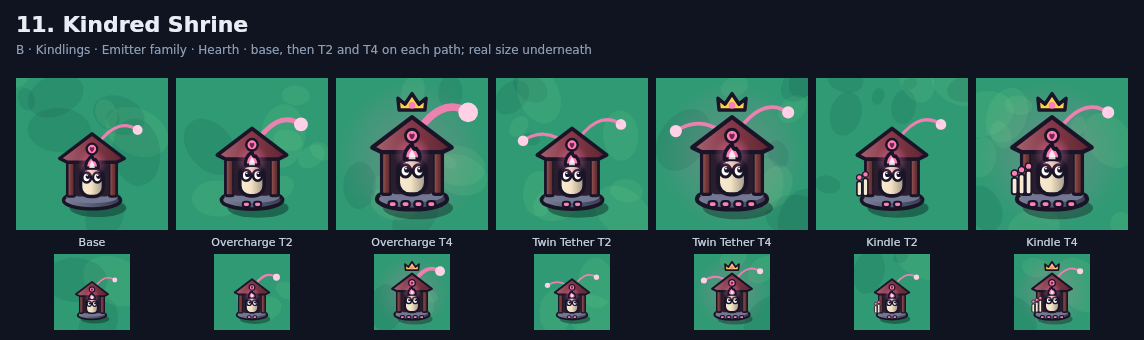 11. Kindred Shrine
B · Kindlings · Emitter family · Hearth · base, then T2 and T4 on each path; real size underneath
Base
Overcharge T2
Overcharge T4
Twin Tether T2
Twin Tether T4
Kindle T2
Kindle T4